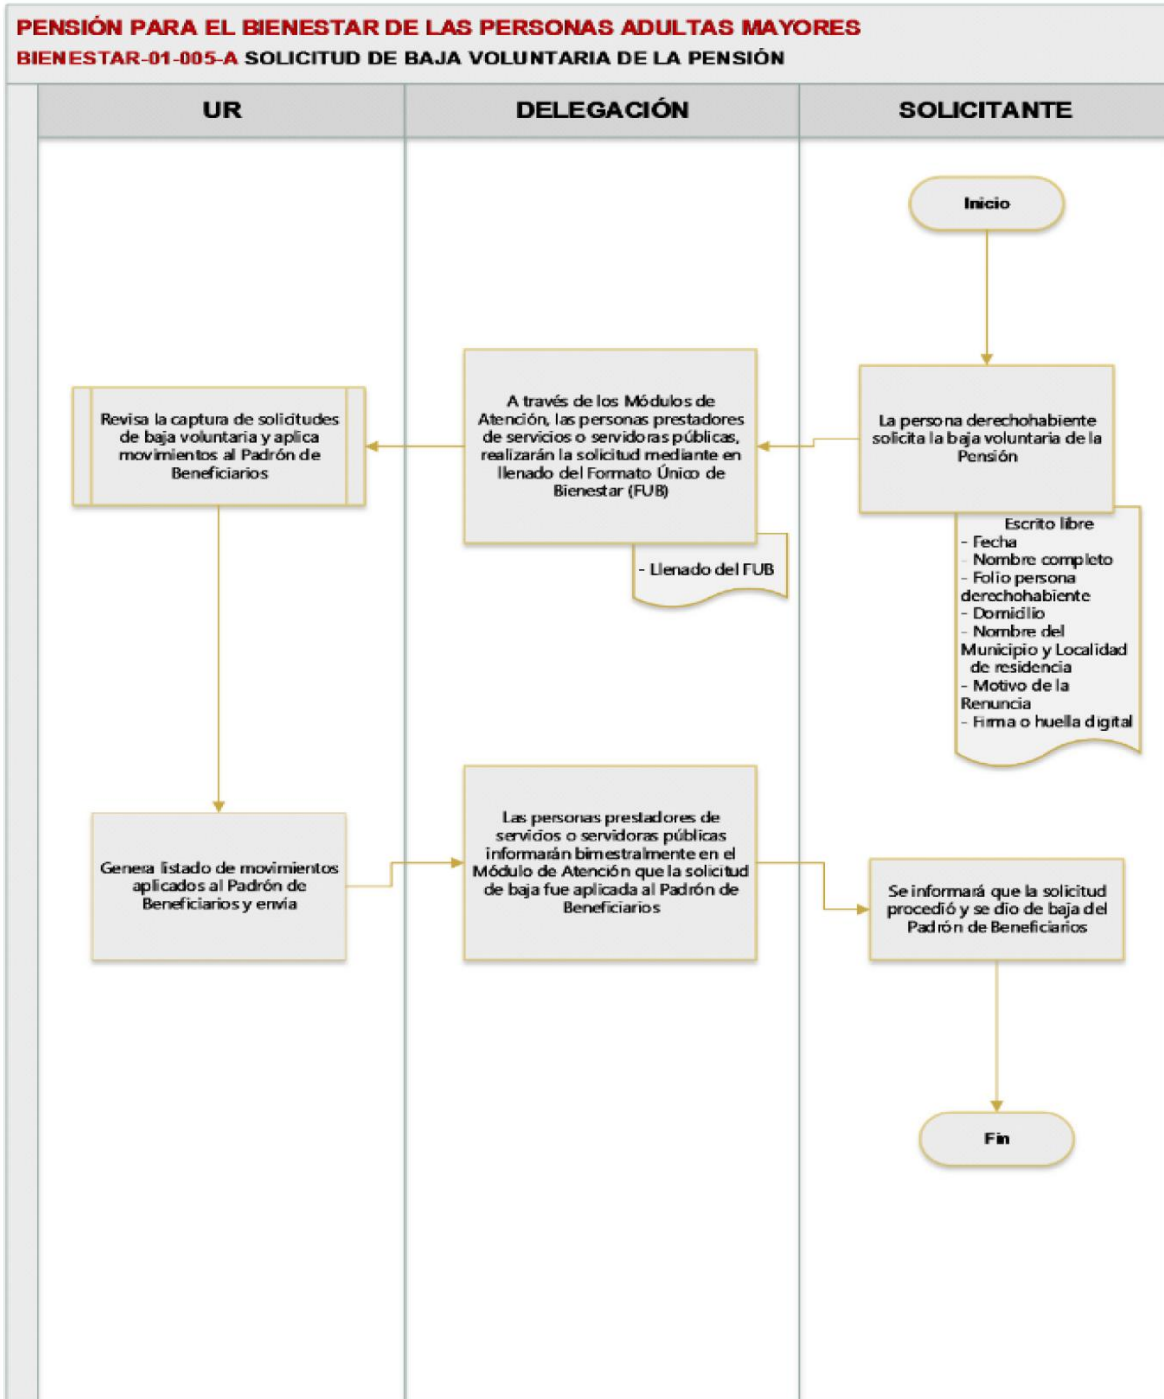 PENSIÓN PARA EL BIENESTAR DE LAS PERSONAS ADULTAS MAYORES
BIENESTAR-01-005-A SOLICITUD DE BAJA VOLUNTARIA DE LA PENSIÓN
UR
DELEGACIÓN
SOLICITANTE
Inicio
La persona derechohabiente
solicita la baja voluntaria de la
Pensión
Escrito libre
- Fecha
- Nombre completo
- Folio persona
derechohabiente
- Domicilio
- Nombre del
Municipio y Localidad
de residencia
- Motivo de la
Renuncia
- Firma o huella digital
A través de los Módulos de
Atención, las personas prestadores
de servicios o servidoras públicas,
realizarán la solicitud mediante en
llenado del Formato Único de
Bienestar (FUB)
- Llenado del FUB
Revisa la captura de solicitudes
de baja voluntaria y aplica
movimientos al Padrón de
Beneficiarios
Genera listado de movimientos
aplicados al Padrón de
Beneficiarios y envía
Las personas prestadores de
servicios o servidoras públicas
informarán bimestralmente en el
Módulo de Atención que la solicitud
de baja fue aplicada al Padrón de
Beneficiarios
Se informará que la solicitud
procedió y se dio de baja del
Padrón de Beneficiarios
Fin